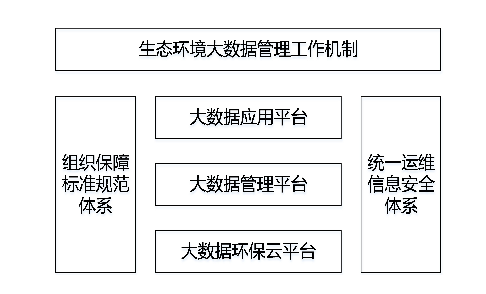 生态环境大数据管理工作机制
组织保障
标准规范
体系
大数据应用平台
大数据管理平台
大数据环保云平台
统一运维
信息安全
体系